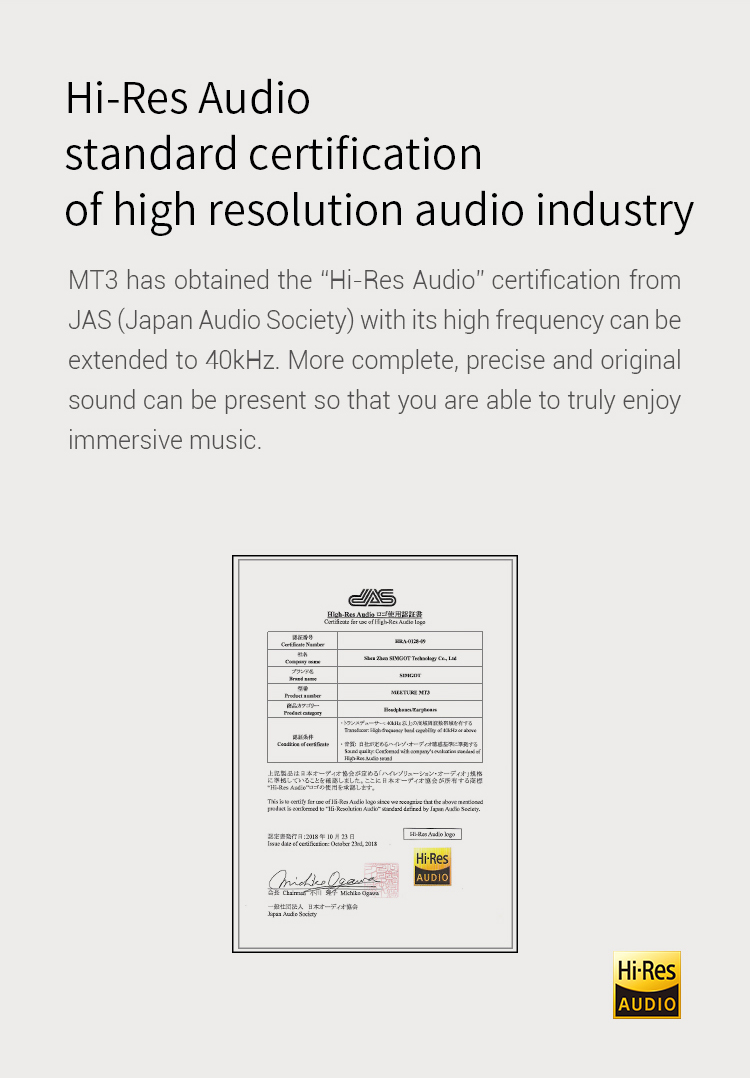 Hi-Res Audio
standard certification
of high resolution audio industry
MT3 has obtained the “Hi-Res Audio” certification from
JAS (Japan Audio Society) with its high frequency can be
extended to 40kHz. More complete, precise and original
sound can be present so that you are able to truly enjoy
immersive music.
JAS
High-Res Audio ロゴ使用認証書
Certificate for use of High-Res Audio logo
認証番号
Certificate Number
HRA-0128-09
社名
Company name
Shen Zhen SIMGOT Technology Co., Ltd
ブランド名
Brand name
SIMGOT
型番
Product number
MEETURE MT3
商品カテゴリー
Product category
Headphones/Earphones
認証条件
Condition of certificate
・トランスデューサー: 40kHz 以上の高域周波数帯域を有する
Transducer: High frequency band capability of 40kHz or above
・音質: 自社が定めるハイレゾ・オーディオ聴感基準に準拠する
Sound quality: Conformed with company's evaluation standard of
High-Res Audio sound
上記製品は日本オーディオ協会が定める「ハイレゾリューション・オーディオ」規格
に準拠していることを確認しました。ここに日本オーディオ協会が所有する商標
"Hi-Res Audio"ロゴの使用を承認します。
This is to certify for use of Hi-Res Audio logo since we recognize that the above mentioned
product is conformed to "Hi-Resolution Audio" standard defined by Japan Audio Society.
認定書発行日:2018 年 10 月 23 日
Issue date of certification: October 23rd, 2018
Hi-Res Audio logo
Hi-Res
AUDIO
Michiko Ogawa
会長 Chairman 小川 理子 Michiko Ogawa
一般社団法人 日本オーディオ協会
Japan Audio Society
Hi-Res
AUDIO